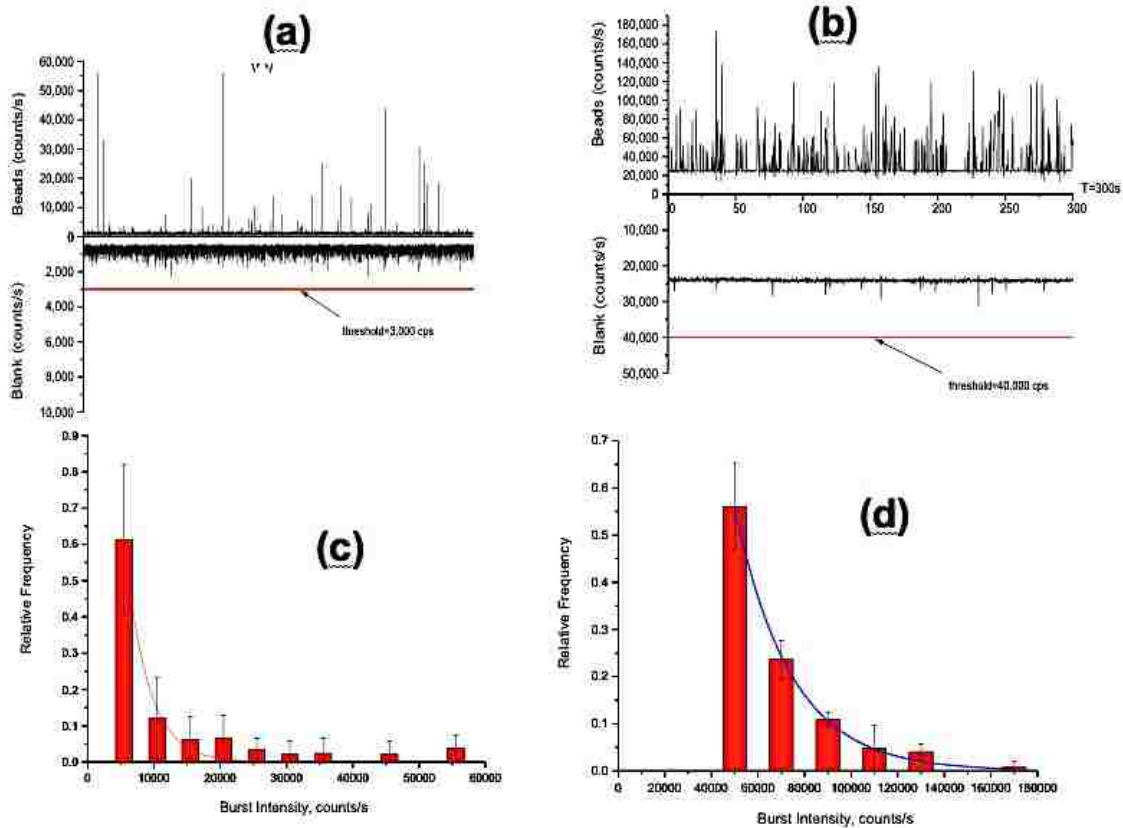 (a)
Beads (counts/s)
60,000
50,000
40,000
30,000
20,000
10,000
0
Blank (counts/s)
2,000
4,000
6,000
8,000
10,000
threshold=3,000 cps
(b)
Beads (counts/s)
180,000
160,000
140,000
120,000
100,000
80,000
60,000
40,000
20,000
0
0 50 100 150 200 250 300
T=300s
Blank (counts/s)
10,000
20,000
30,000
40,000
50,000
threshold=40,000 cps
(c)
Relative Frequency
0.9
0.8
0.7
0.6
0.5
0.4
0.3
0.2
0.1
0.0
0 10000 20000 30000 40000 50000 60000
Burst Intensity, counts/s
(d)
Relative Frequency
0.7
0.6
0.5
0.4
0.3
0.2
0.1
0.0
0 20000 40000 60000 80000 100000 120000 140000 160000 180000
Burst Intensity, counts/s